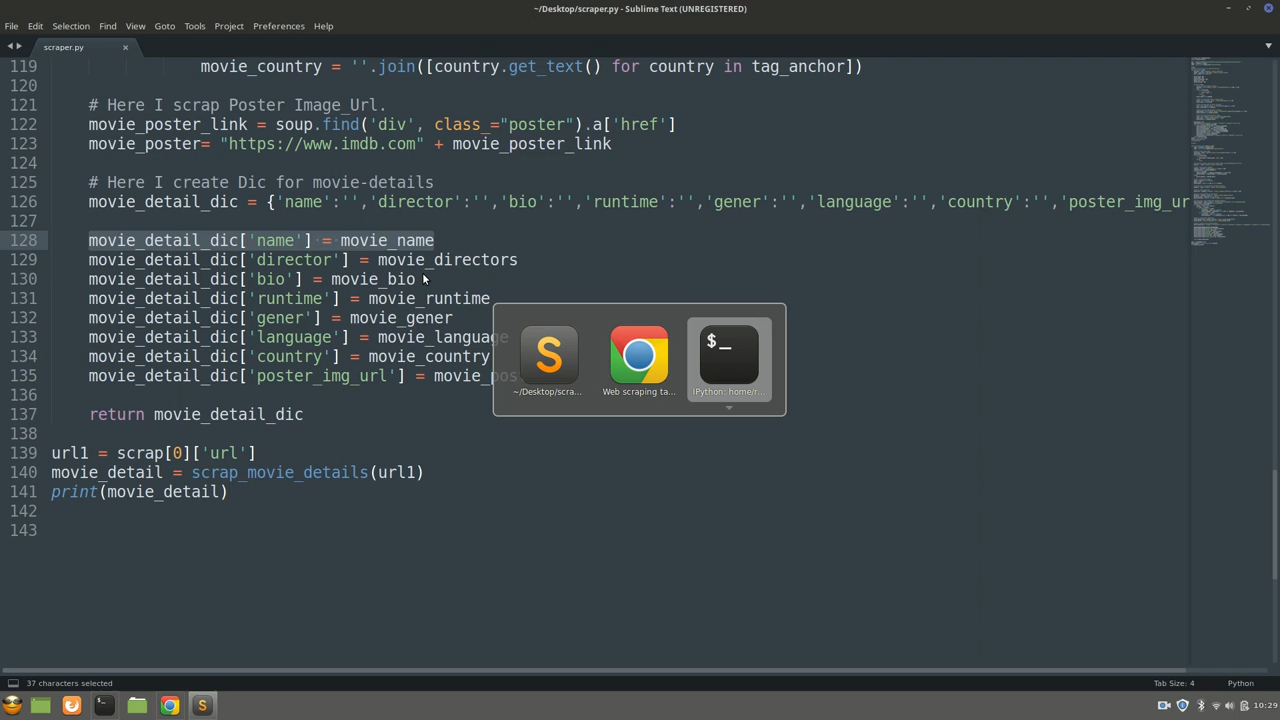 ~/Desktop/scraper.py - Sublime Text (UNREGISTERED)
File Edit Selection Find View Goto Tools Project Preferences Help
scraper.py
119 movie_country = ''.join([country.get_text() for country in tag_anchor])
120
121 # Here I scrap Poster Image_Url.
122 movie_poster_link = soup.find('div', class_="poster").a['href']
123 movie_poster= "https://www.imdb.com" + movie_poster_link
124
125 # Here I create Dic for movie-details
126 movie_detail_dic = {'name':'','director':'','bio':'','runtime':'','gener':'','language':'','country':'','poster_img_ur
127
128 movie_detail_dic['name'] = movie_name
129 movie_detail_dic['director'] = movie_directors
130 movie_detail_dic['bio'] = movie_bio
131 movie_detail_dic['runtime'] = movie_runtime
132 movie_detail_dic['gener'] = movie_gener
133 movie_detail_dic['language'] = movie_language
134 movie_detail_dic['country'] = movie_country
135 movie_detail_dic['poster_img_url'] = movie_pos
136
137 return movie_detail_dic
138
139 url1 = scrap[0]['url']
140 movie_detail = scrap_movie_details(url1)
141 print(movie_detail)
142
143
$_
~/Desktop/scra... Web scraping ta... IPython: home/r...
37 characters selected Tab Size: 4 Python
10:29